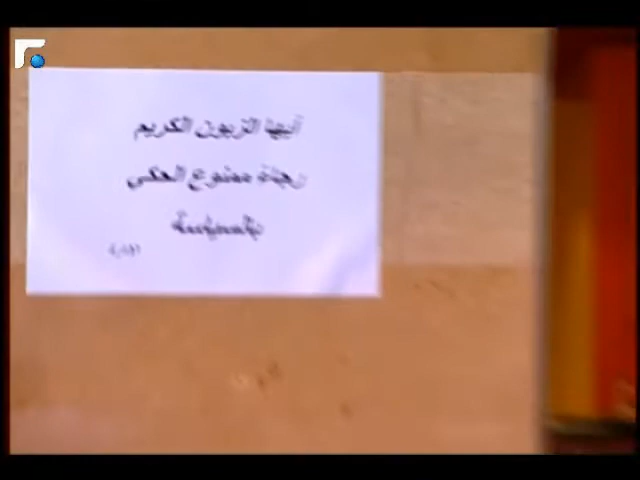 أيها الزبون الكريم
رجاءً ممنوع الحكي
بالسياسة